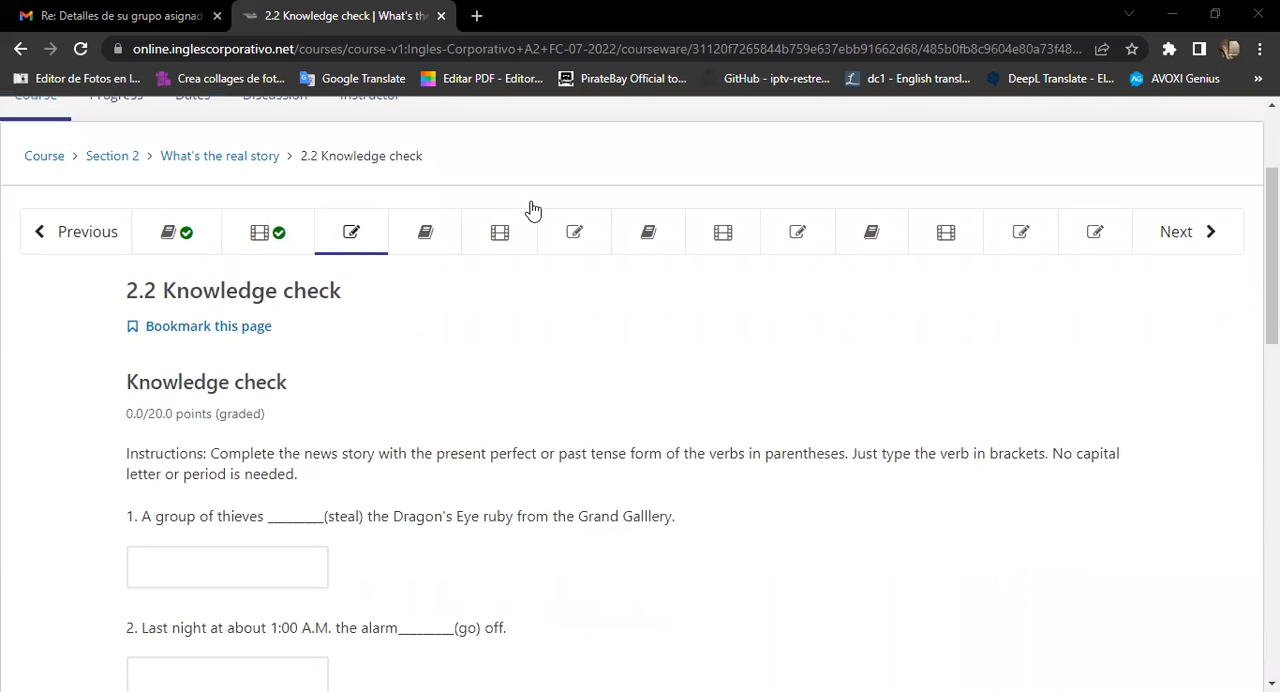 Re: Detalles de su grupo asignad
2.2 Knowledge check | What's the
online.inglescorporativo.net/courses/course-v1:Ingles-Corporativo+A2+FC-07-2022/courseware/31120f7265844b759e637ebb91662d68/485b0fb8c9604e80a73f48...
Editor de Fotos en l... Crea collages de fot... Google Translate Editar PDF - Editor... PirateBay Official to... GitHub - iptv-restre... dc1 - English transl... DeepL Translate - El... AVOXI Genius »
Course Progress Dates Discussion Instructor
Course > Section 2 > What's the real story > 2.2 Knowledge check
Previous Next
2.2 Knowledge check
Bookmark this page
Knowledge check
0.0/20.0 points (graded)
Instructions: Complete the news story with the present perfect or past tense form of the verbs in parentheses. Just type the verb in brackets. No capital
letter or period is needed.
1. A group of thieves ________(steal) the Dragon's Eye ruby from the Grand Galllery.
2. Last night at about 1:00 A.M. the alarm________(go) off.